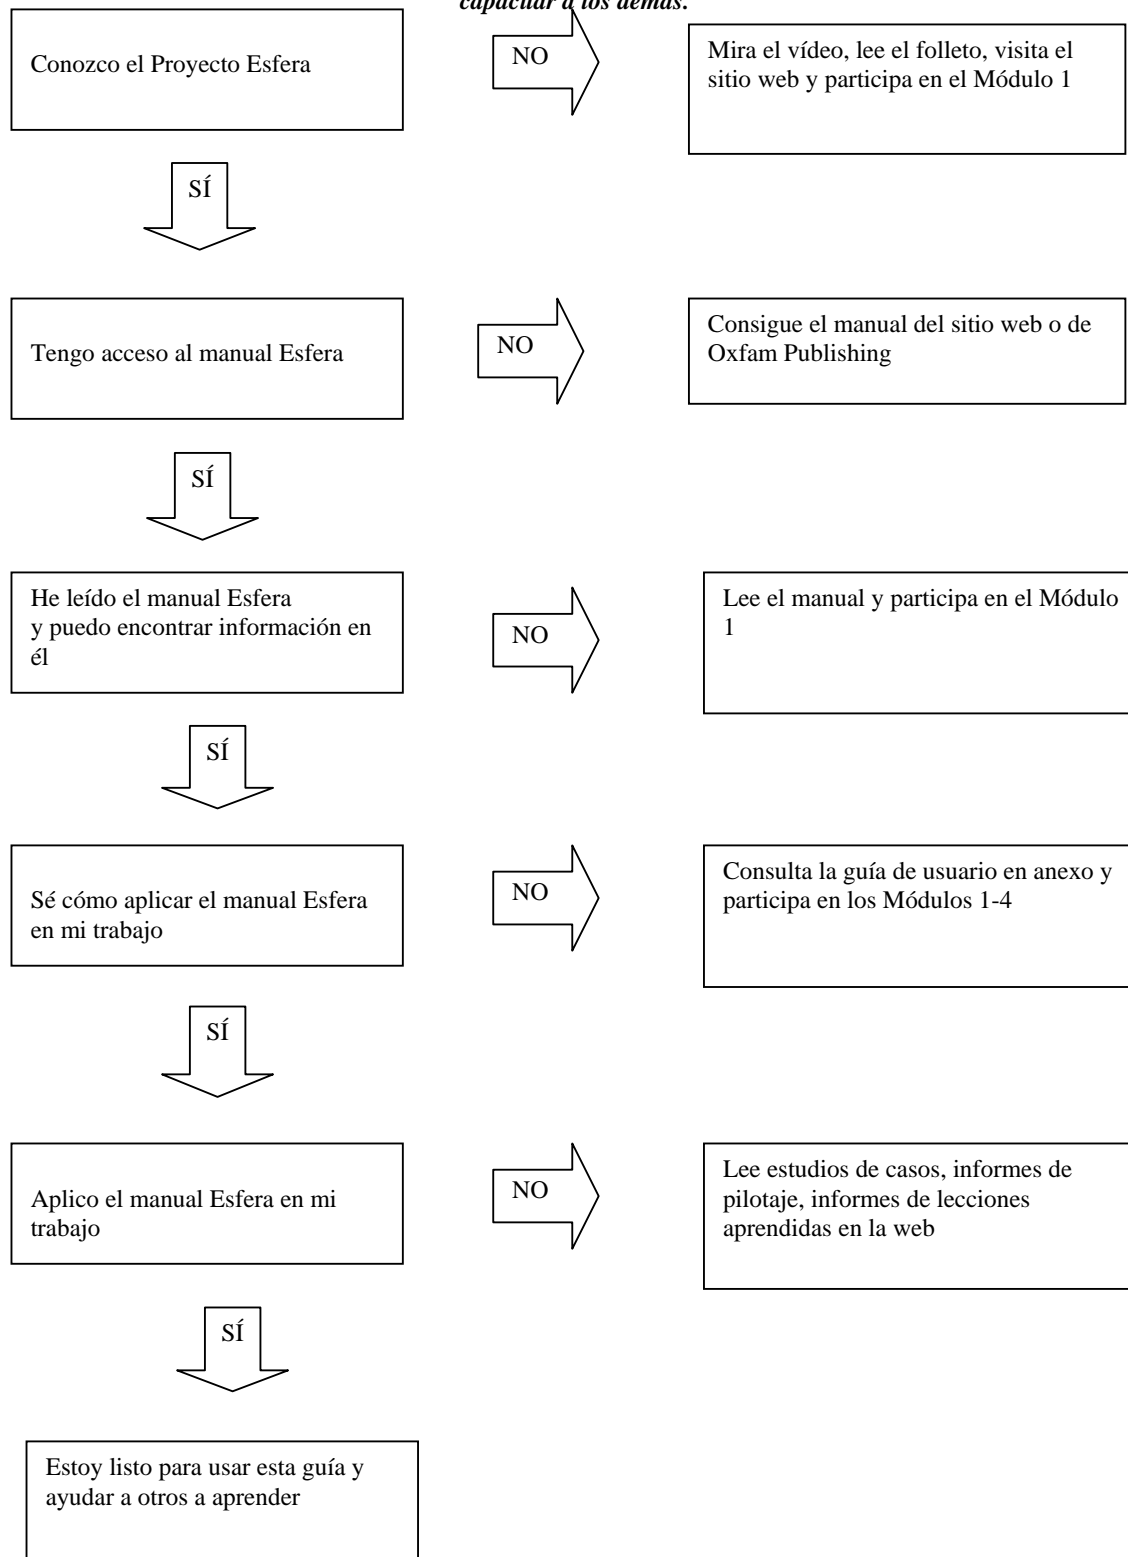 capacitar a los demás.
Conozco el Proyecto Esfera
NO
Mira el vídeo, lee el folleto, visita el
sitio web y participa en el Módulo 1
SÍ
Tengo acceso al manual Esfera
NO
Consigue el manual del sitio web o de
Oxfam Publishing
SÍ
He leído el manual Esfera
y puedo encontrar información en
él
NO
Lee el manual y participa en el Módulo
1
SÍ
Sé cómo aplicar el manual Esfera
en mi trabajo
NO
Consulta la guía de usuario en anexo y
participa en los Módulos 1-4
SÍ
Aplico el manual Esfera en mi
trabajo
NO
Lee estudios de casos, informes de
pilotaje, informes de lecciones
aprendidas en la web
SÍ
Estoy listo para usar esta guía y
ayudar a otros a aprender